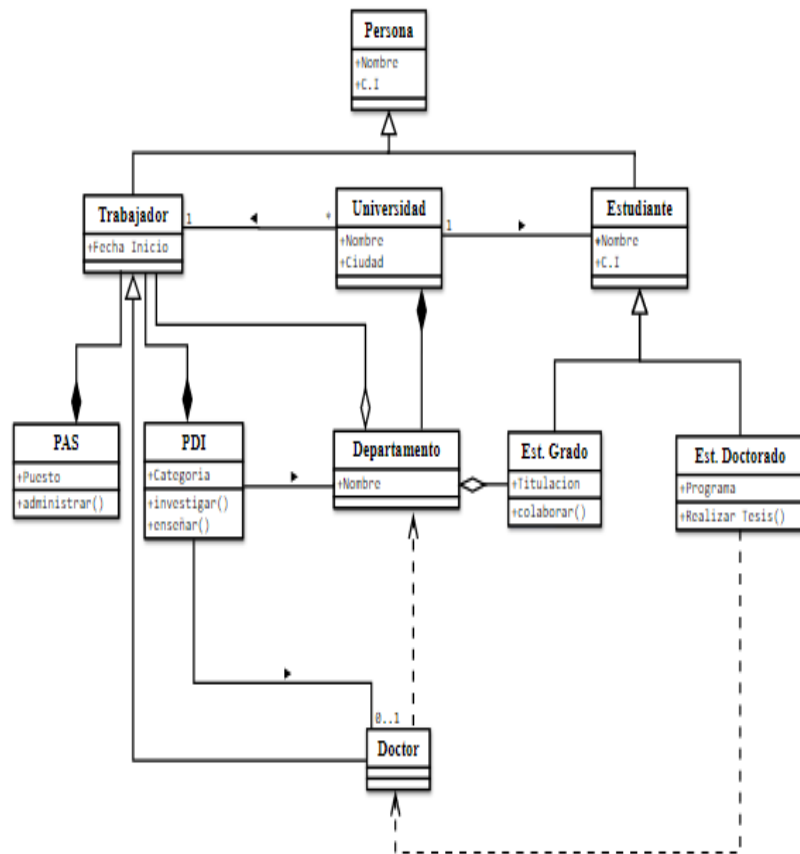 Persona
+Nombre
+C.I
Trabajador
+Fecha Inicio
1
*
Universidad
+Nombre
+Ciudad
1
Estudiante
+Nombre
+C.I
PAS
+Puesto
+administrar()
PDI
+Categoria
+investigar()
+enseñar()
Departamento
+Nombre
Est. Grado
+Titulacion
+colaborar()
Est. Doctorado
+Programa
+Realizar Tesis()
0..1
Doctor